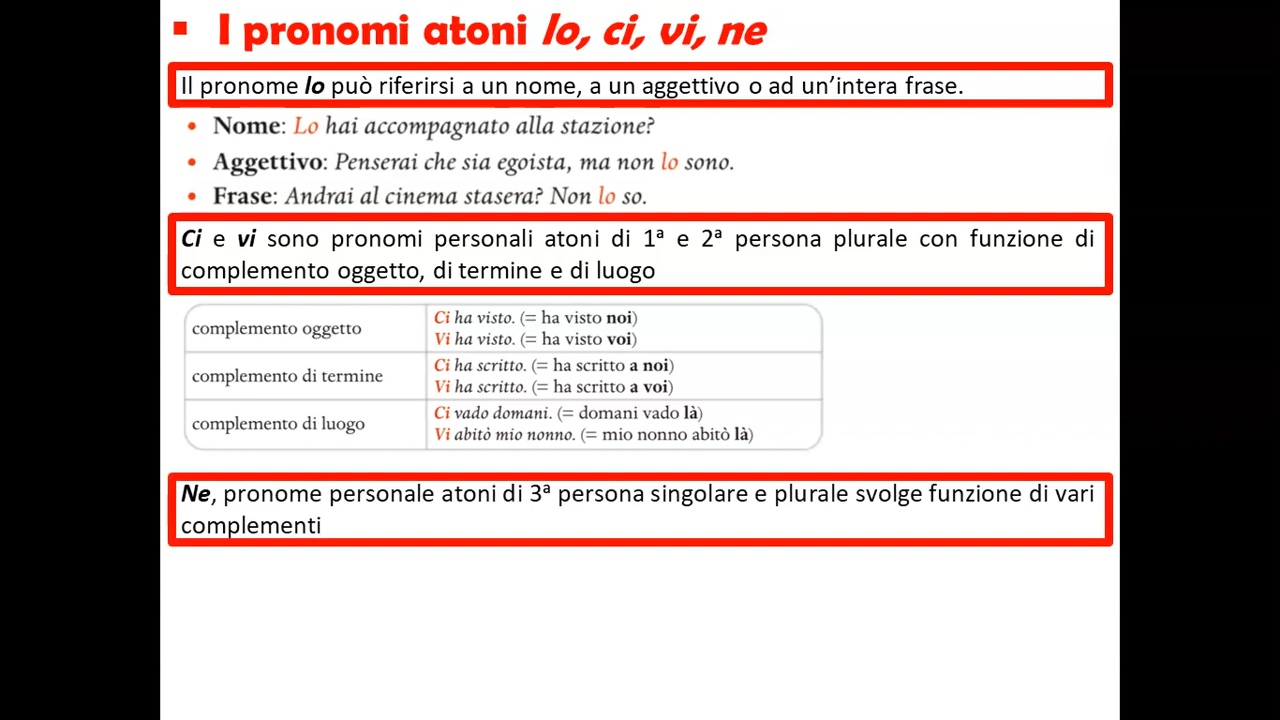 ▪ I pronomi atoni lo, ci, vi, ne
Il pronome lo può riferirsi a un nome, a un aggettivo o ad un’intera frase.
• Nome: Lo hai accompagnato alla stazione?
• Aggettivo: Penserai che sia egoista, ma non lo sono.
• Frase: Andrai al cinema stasera? Non lo so.
Ci e vi sono pronomi personali atoni di 1ª e 2ª persona plurale con funzione di
complemento oggetto, di termine e di luogo
complemento oggetto
Ci ha visto. (= ha visto noi)
Vi ha visto. (= ha visto voi)
complemento di termine
Ci ha scritto. (= ha scritto a noi)
Vi ha scritto. (= ha scritto a voi)
complemento di luogo
Ci vado domani. (= domani vado là)
Vi abitò mio nonno. (= mio nonno abitò là)
Ne, pronome personale atoni di 3ª persona singolare e plurale svolge funzione di vari
complementi